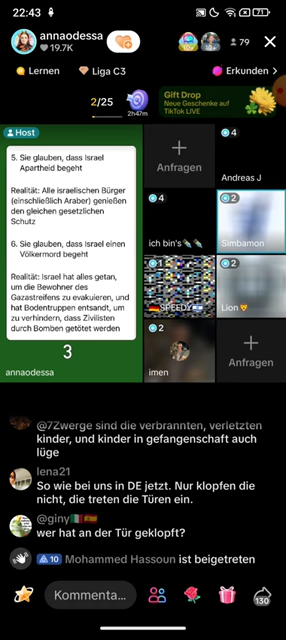 22:43
71
annaodessa
19.7K
79
Lernen
Liga C3
Erkunden >
2/25
2h47m
Gift Drop
Neue Geschenke auf
TikTok LIVE
Host
5. Sie glauben, dass Israel
Apartheid begeht
Realität: Alle israelischen Bürger
(einschließlich Araber) genießen
den gleichen gesetzlichen
Schutz
6. Sie glauben, dass Israel einen
Völkermord begeht
Realität: Israel hat alles getan,
um die Bewohner des
Gazastreifens zu evakuieren, und
hat Bodentruppen entsandt, um
zu verhindern, dass Zivilisten
durch Bomben getötet werden
3
annaodessa
Anfragen
4
Andreas J
4
ich bin's
2
Simbamon
SPEEDY
2
Lion
2
imen
Anfragen
@7Zwerge sind die verbrannten, verletzten
kinder, und kinder in gefangenschaft auch
lüge
lena21
So wie bei uns in DE jetzt. Nur klopfen die
nicht, die treten die Türen ein.
@giny
wer hat an der Tür geklopft?
10 Mohammed Hassoun ist beigetreten
Kommenta...
130